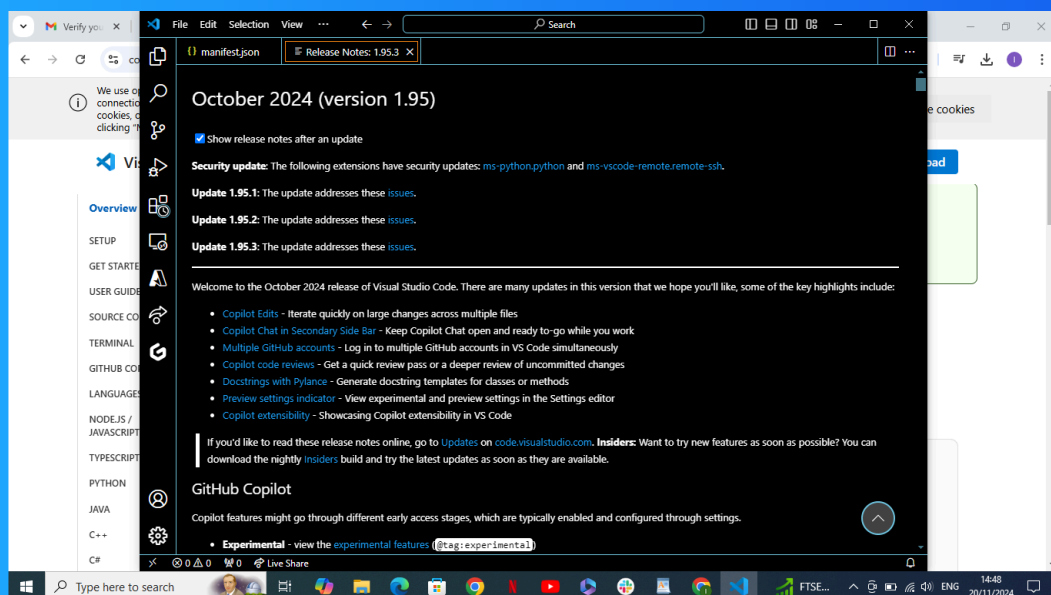 Verify you
File Edit Selection View ··· Search
manifest.json Release Notes: 1.95.3
co
We use o
connectio
cookies, o
clicking "
e cookies
Vis
oad
Overview
SETUP
GET STARTE
USER GUIDE
SOURCE CO
TERMINAL
GITHUB COI
LANGUAGES
NODE.JS /
JAVASCRIPT
TYPESCRIPT
PYTHON
JAVA
C++
C#
October 2024 (version 1.95)
Show release notes after an update
Security update: The following extensions have security updates: ms-python.python and ms-vscode-remote.remote-ssh.
Update 1.95.1: The update addresses these issues.
Update 1.95.2: The update addresses these issues.
Update 1.95.3: The update addresses these issues.
Welcome to the October 2024 release of Visual Studio Code. There are many updates in this version that we hope you'll like, some of the key highlights include:
• Copilot Edits - Iterate quickly on large changes across multiple files
• Copilot Chat in Secondary Side Bar - Keep Copilot Chat open and ready to-go while you work
• Multiple GitHub accounts - Log in to multiple GitHub accounts in VS Code simultaneously
• Copilot code reviews - Get a quick review pass or a deeper review of uncommitted changes
• Docstrings with Pylance - Generate docstring templates for classes or methods
• Preview settings indicator - View experimental and preview settings in the Settings editor
• Copilot extensibility - Showcasing Copilot extensibility in VS Code
If you'd like to read these release notes online, go to Updates on code.visualstudio.com. Insiders: Want to try new features as soon as possible? You can
download the nightly Insiders build and try the latest updates as soon as they are available.
GitHub Copilot
Copilot features might go through different early access stages, which are typically enabled and configured through settings.
• Experimental - view the experimental features (@tag:experimental)
0 0 0 Live Share
Type here to search
FTSE...
ENG
14:48
20/11/2024